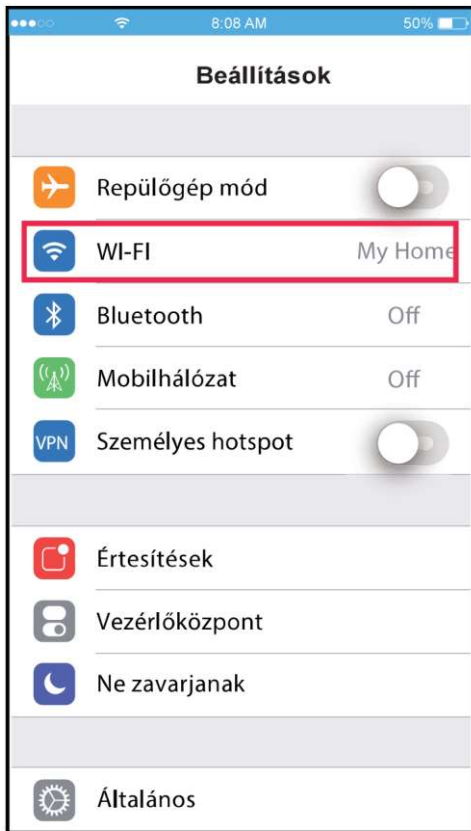 8:08 AM 50%
Beállítások
Repülőgép mód
WI-FI My Home
Bluetooth Off
Mobilhálózat Off
VPN Személyes hotspot
Értesítések
Vezérlőközpont
Ne zavarjanak
Általános